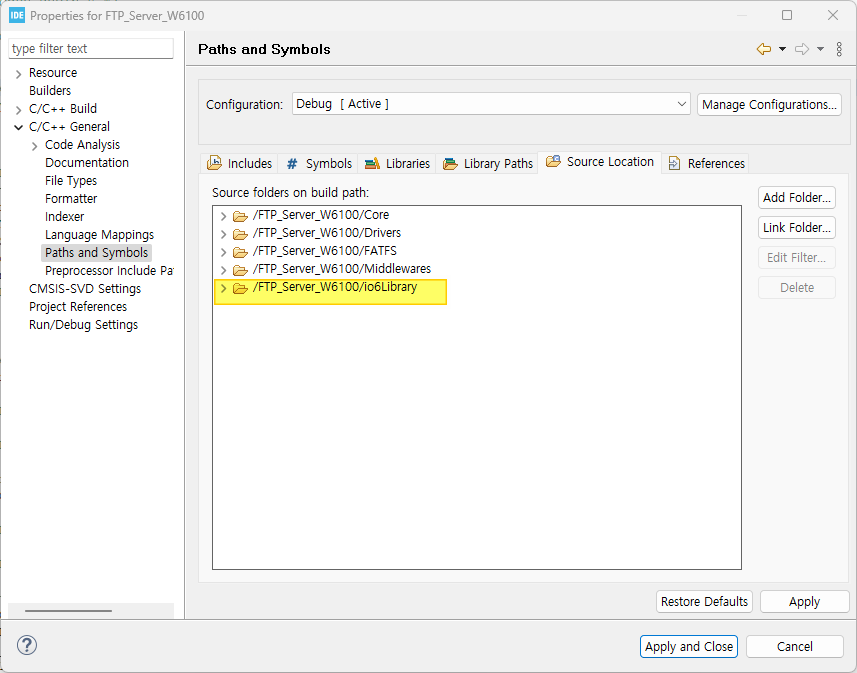 IDE Properties for FTP_Server_W6100
type filter text
Resource
Builders
C/C++ Build
C/C++ General
Code Analysis
Documentation
File Types
Formatter
Indexer
Language Mappings
Paths and Symbols
Preprocessor Include Pa
CMSIS-SVD Settings
Project References
Run/Debug Settings
Paths and Symbols
Configuration: Debug [ Active ] Manage Configurations...
Includes # Symbols Libraries Library Paths Source Location References
Source folders on build path:
/FTP_Server_W6100/Core
/FTP_Server_W6100/Drivers
/FTP_Server_W6100/FATFS
/FTP_Server_W6100/Middlewares
/FTP_Server_W6100/io6Library
Add Folder...
Link Folder...
Edit Filter...
Delete
Restore Defaults Apply
? Apply and Close Cancel